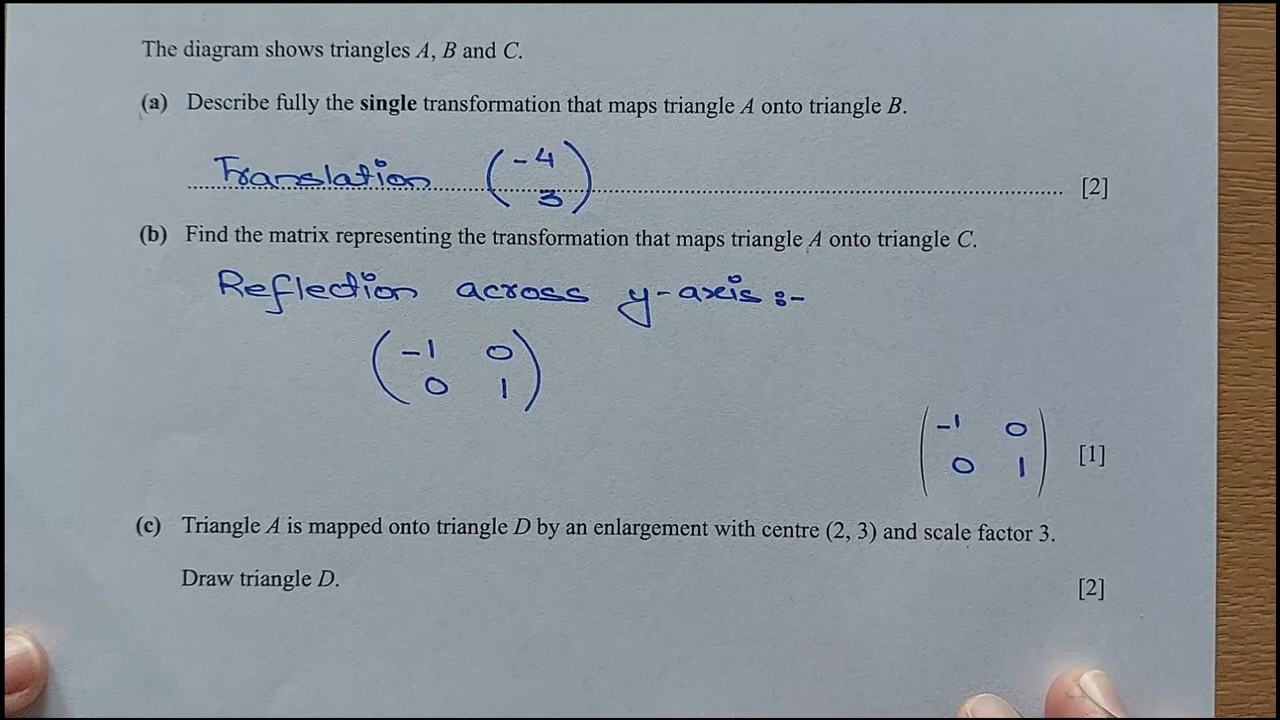 The diagram shows triangles A, B and C.
(a) Describe fully the single transformation that maps triangle A onto triangle B.
Translation (-4
3) [2]
(b) Find the matrix representing the transformation that maps triangle A onto triangle C.
Reflection across y-axis :-
(-1 0
0 1)
(-1 0
0 1) [1]
(c) Triangle A is mapped onto triangle D by an enlargement with centre (2, 3) and scale factor 3.
Draw triangle D. [2]